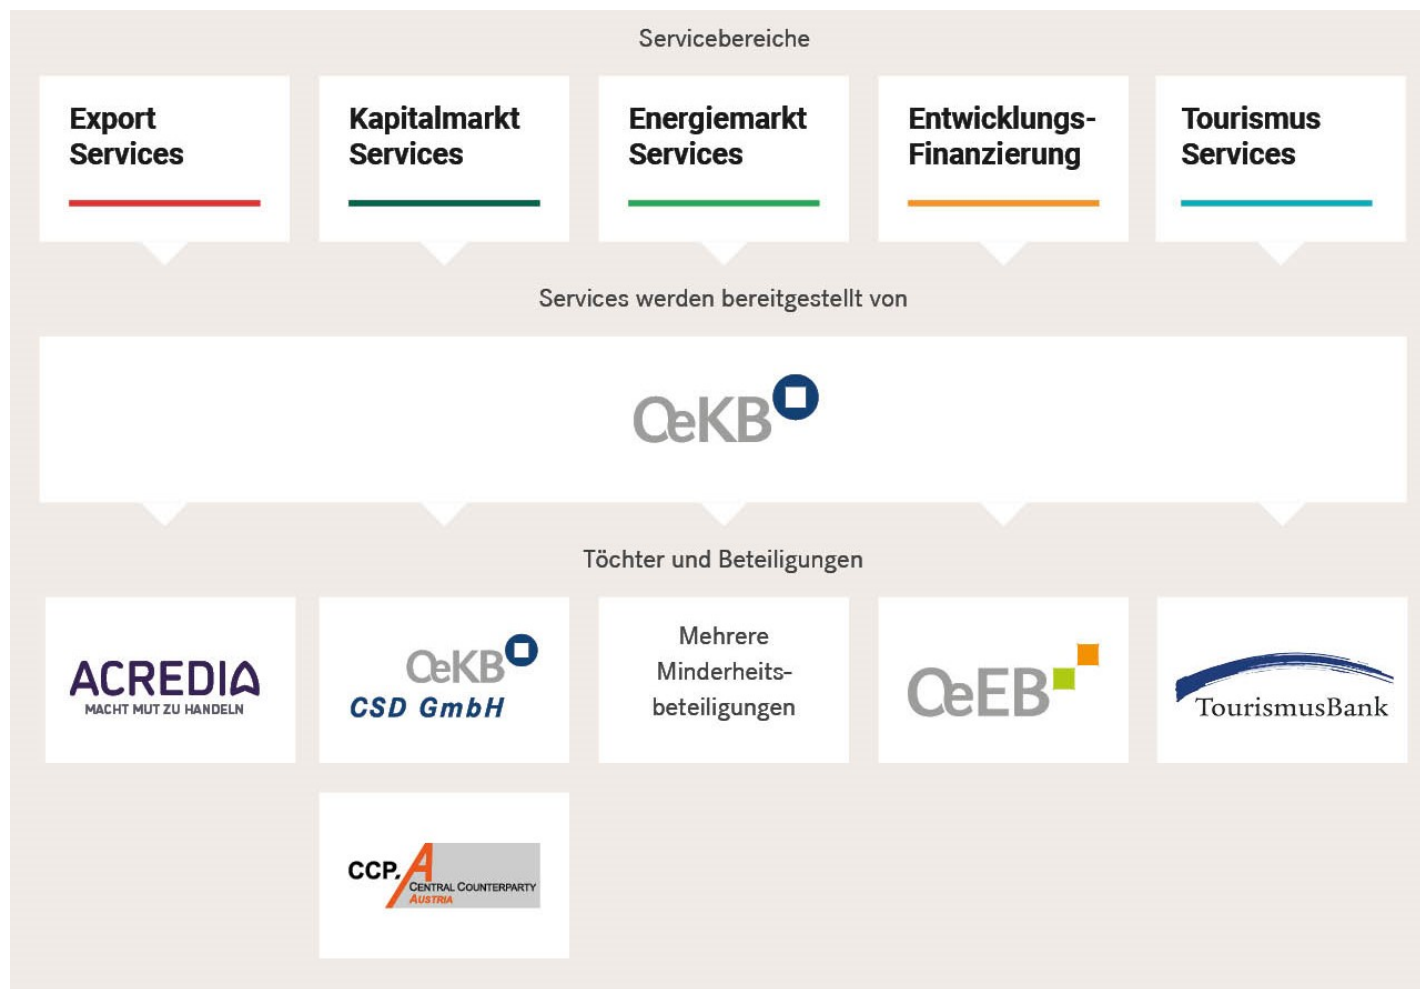 Servicebereiche
Export
Services
Kapitalmarkt
Services
Energiemarkt
Services
Entwicklungs-
Finanzierung
Tourismus
Services
Services werden bereitgestellt von
OeKB
Töchter und Beteiligungen
ACREDIA
MACHT MUT ZU HANDELN
OeKB
CSD GmbH
Mehrere
Minderheits-
beteiligungen
OeEB
TourismusBank
CCP.A
CENTRAL COUNTERPARTY
AUSTRIA